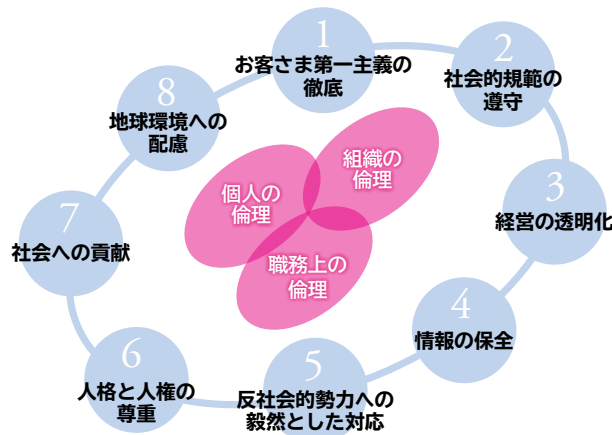 1
お客さま第一主義の
徹底
2
社会的規範の
遵守
3
経営の透明化
4
情報の保全
5
反社会的勢力への
毅然とした対応
6
人格と人権の
尊重
7
社会への貢献
8
地球環境への
配慮
個人の
倫理
組織の
倫理
職務上の
倫理